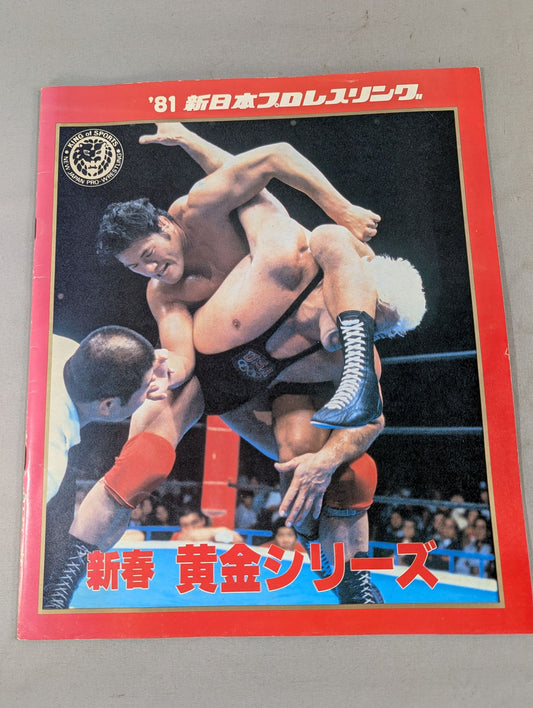 '81 新日本プロレスリング
KING of SPORTS
NEW JAPAN PRO-WRESTLING
新春 黄金シリーズ